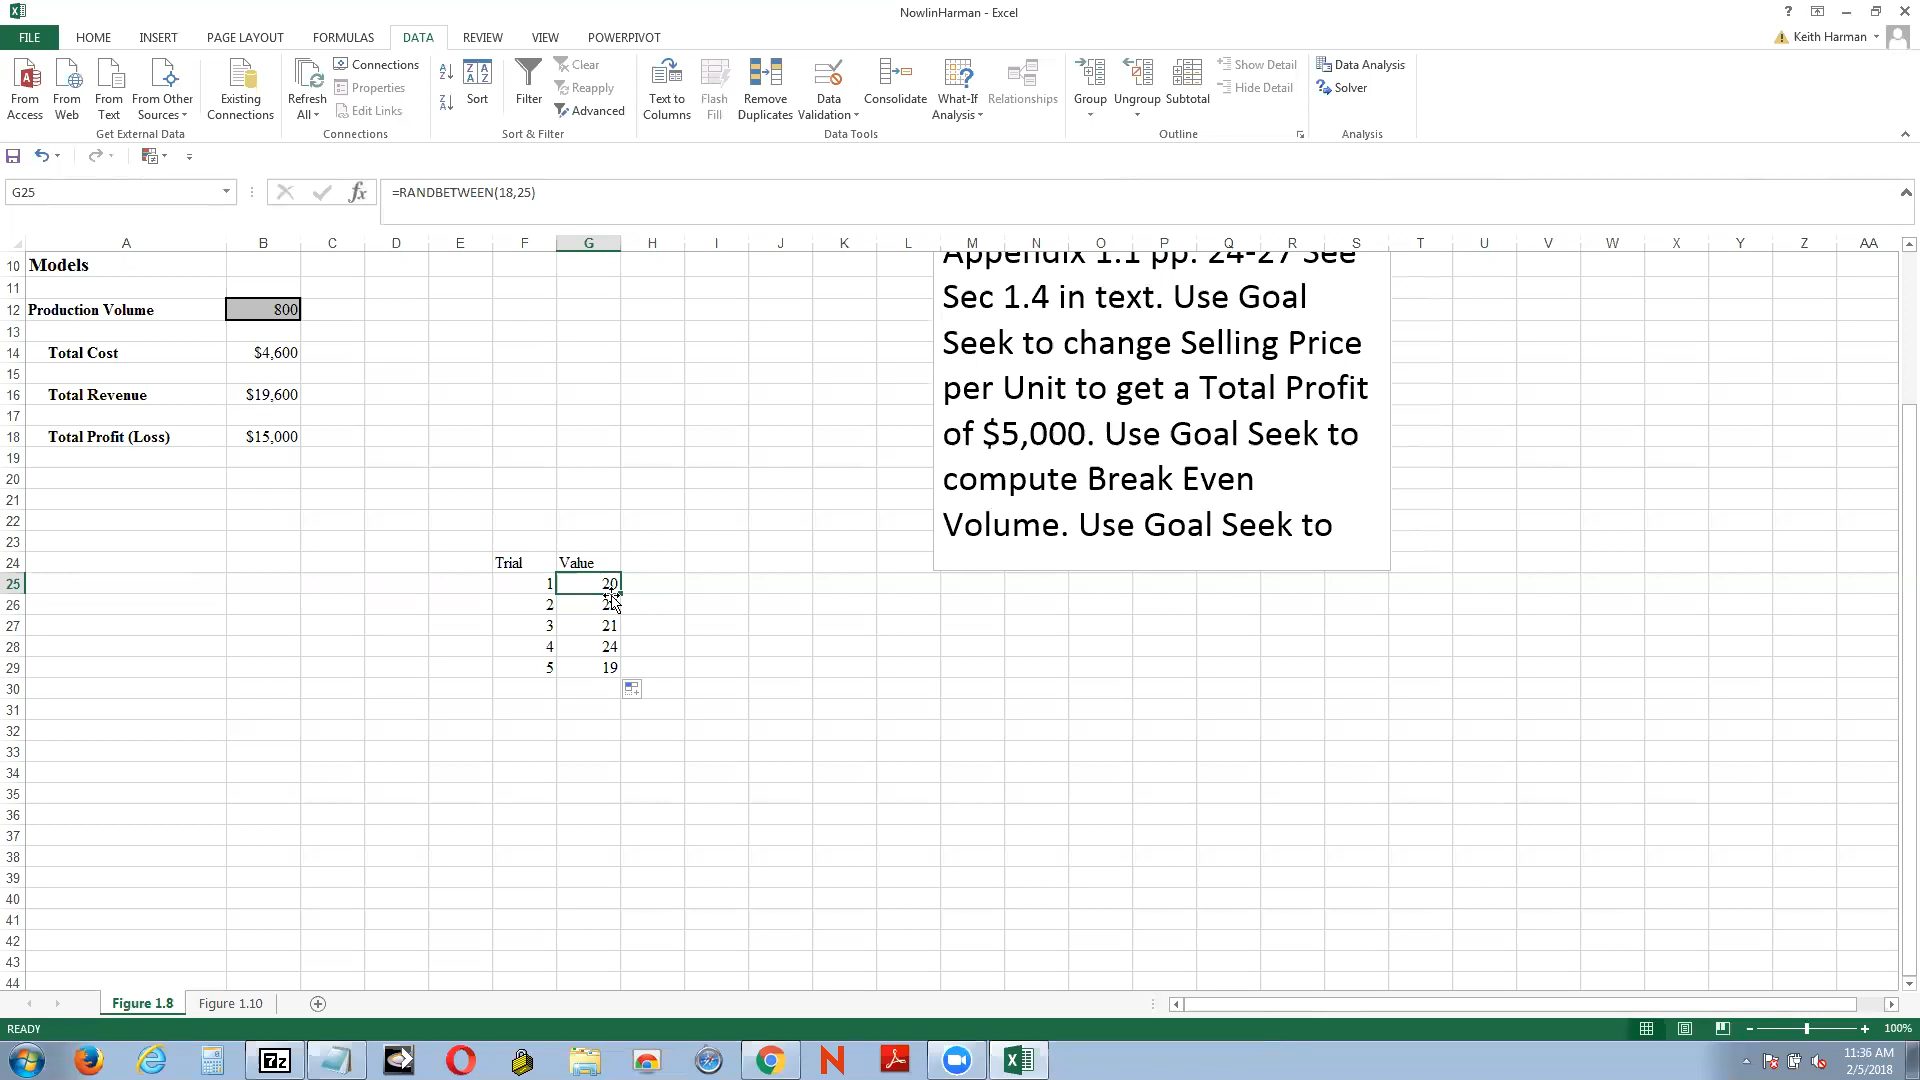 NowlinHarman - Excel
?
FILE HOME INSERT PAGE LAYOUT FORMULAS DATA REVIEW VIEW POWERPIVOT
Keith Harman
From Access
From Web
From Text
From Other Sources
Existing Connections
Get External Data
Refresh All
Connections
Properties
Edit Links
Connections
Sort
Filter
Clear
Reapply
Advanced
Sort & Filter
Text to Columns
Flash Fill
Remove Duplicates
Data Validation
Consolidate
What-If Analysis
Relationships
Data Tools
Group
Ungroup
Subtotal
Show Detail
Hide Detail
Outline
Data Analysis
Solver
Analysis
G25
fx
=RANDBETWEEN(18,25)
A B C D E F G H I J K L M N O P Q R S T U V W X Y Z AA
10 Models
11
12 Production Volume 800
13
14 Total Cost $4,600
15
16 Total Revenue $19,600
17
18 Total Profit (Loss) $15,000
19
20
21
22
23
24 Trial Value
25 1 20
26 2
27 3 21
28 4 24
29 5 19
30
31
32
33
34
35
36
37
38
39
40
41
42
43
44
Appendix 1.1 pp. 24-27 See
Sec 1.4 in text. Use Goal
Seek to change Selling Price
per Unit to get a Total Profit
of $5,000. Use Goal Seek to
compute Break Even
Volume. Use Goal Seek to
Figure 1.8 Figure 1.10
READY
100%
7z
N
11:36 AM
2/5/2018